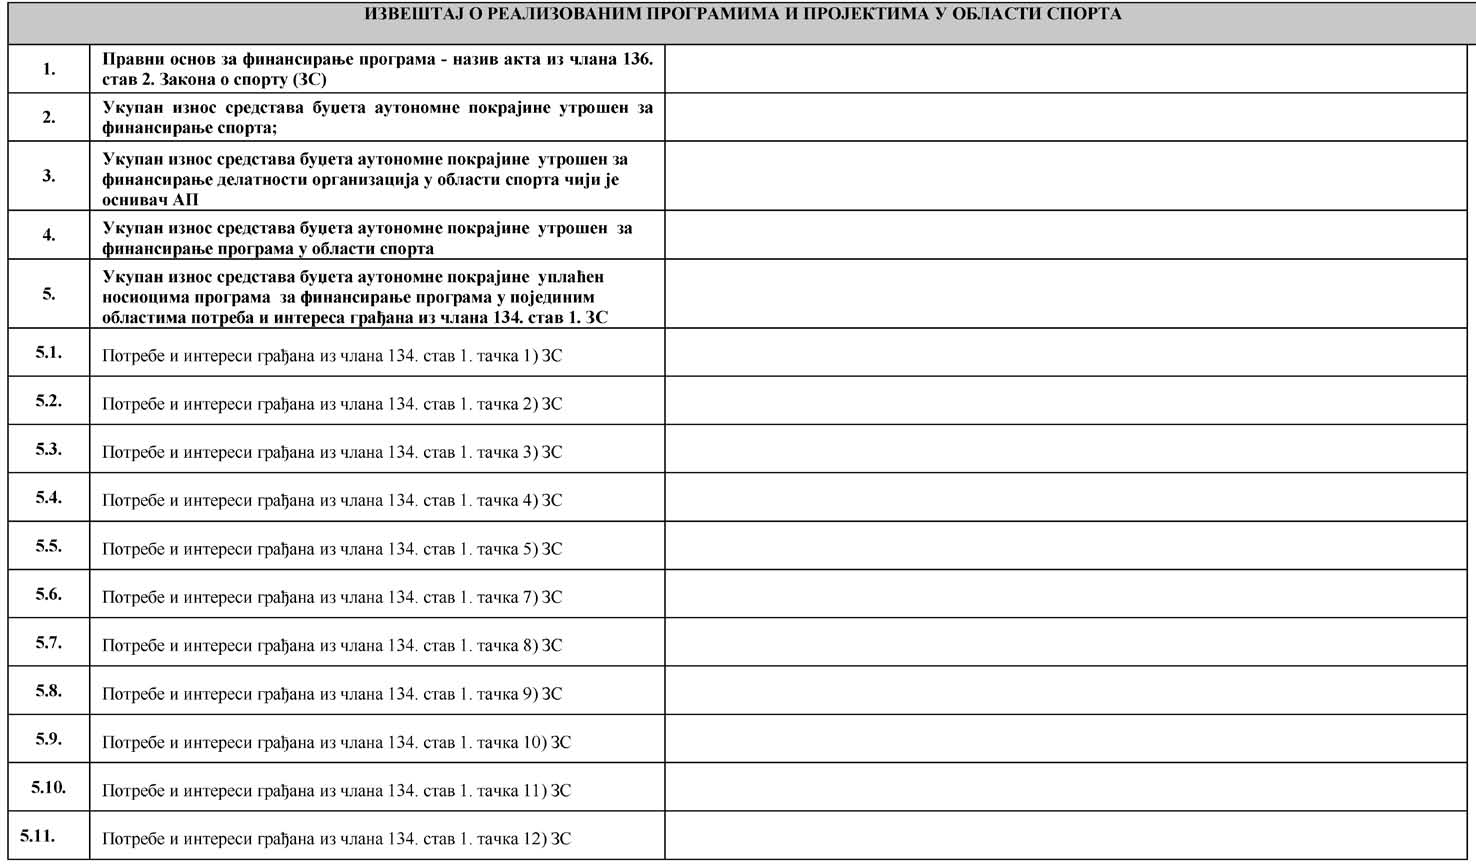 ИЗВЕШТАЈ О РЕАЛИЗОВАНИМ ПРОГРАМИМА И ПРОЈЕКТИМА У ОБЛАСТИ СПОРТА
1.
Правни основ за финансирање програма - назив акта из члана 136.
став 2. Закона о спорту (ЗС)
2.
Укупан износ средстава буџета аутономне покрајине утрошен за
финансирање спорта;
3.
Укупан износ средстава буџета аутономне покрајине утрошен за
финансирање делатности организација у области спорта чији је
оснивач АП
4.
Укупан износ средстава буџета аутономне покрајине утрошен за
финансирање програма у области спорта
5.
Укупан износ средстава буџета аутономне покрајине уплаћен
носиоцима програма за финансирање програма у појединим
областима потреба и интереса грађана из члана 134. став 1. ЗС
5.1.
Потребе и интереси грађана из члана 134. став 1. тачка 1) ЗС
5.2.
Потребе и интереси грађана из члана 134. став 1. тачка 2) ЗС
5.3.
Потребе и интереси грађана из члана 134. став 1. тачка 3) ЗС
5.4.
Потребе и интереси грађана из члана 134. став 1. тачка 4) ЗС
5.5.
Потребе и интереси грађана из члана 134. став 1. тачка 5) ЗС
5.6.
Потребе и интереси грађана из члана 134. став 1. тачка 7) ЗС
5.7.
Потребе и интереси грађана из члана 134. став 1. тачка 8) ЗС
5.8.
Потребе и интереси грађана из члана 134. став 1. тачка 9) ЗС
5.9.
Потребе и интереси грађана из члана 134. став 1. тачка 10) ЗС
5.10.
Потребе и интереси грађана из члана 134. став 1. тачка 11) ЗС
5.11.
Потребе и интереси грађана из члана 134. став 1. тачка 12) ЗС